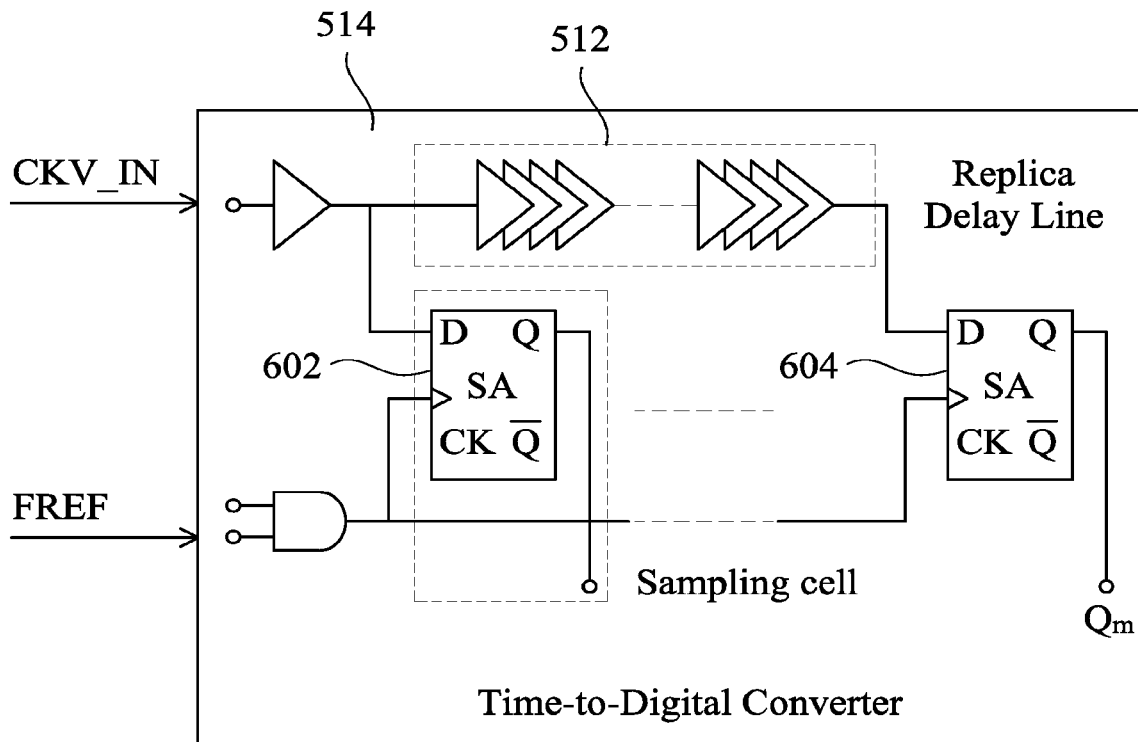 514
512
CKV_IN
Replica
Delay Line
D Q
602
SA
CK Q̅
D Q
604
SA
CK Q̅
FREF
Sampling cell
Qm
Time-to-Digital Converter